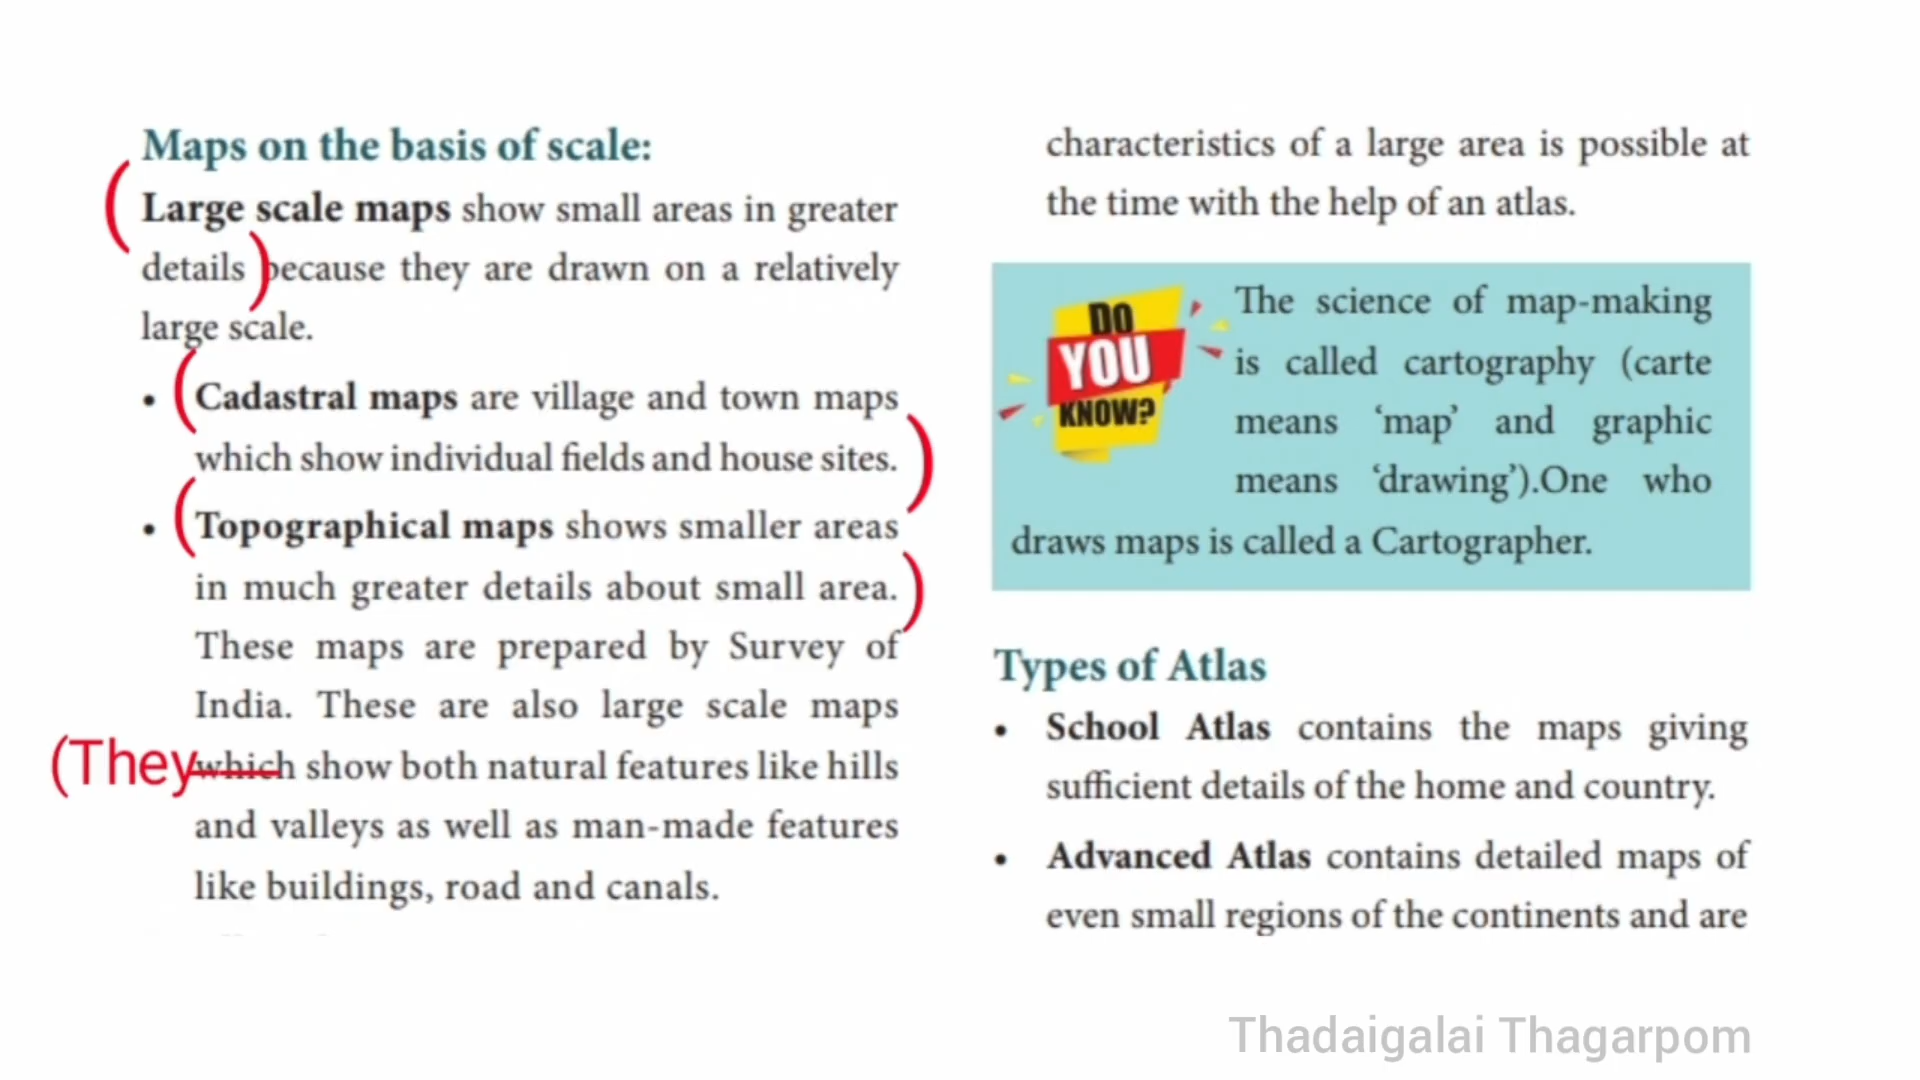 Maps on the basis of scale:
(Large scale maps show small areas in greater
details) because they are drawn on a relatively
large scale.
• (Cadastral maps are village and town maps
which show individual fields and house sites.)
• (Topographical maps shows smaller areas
in much greater details about small area.)
These maps are prepared by Survey of
India. These are also large scale maps
(They which show both natural features like hills
and valleys as well as man-made features
like buildings, road and canals.
characteristics of a large area is possible at
the time with the help of an atlas.
DO
YOU
KNOW?
The science of map-making
is called cartography (carte
means ‘map’ and graphic
means ‘drawing’).One who
draws maps is called a Cartographer.
Types of Atlas
• School Atlas contains the maps giving
sufficient details of the home and country.
• Advanced Atlas contains detailed maps of
even small regions of the continents and are
Thadaigalai Thagarpom